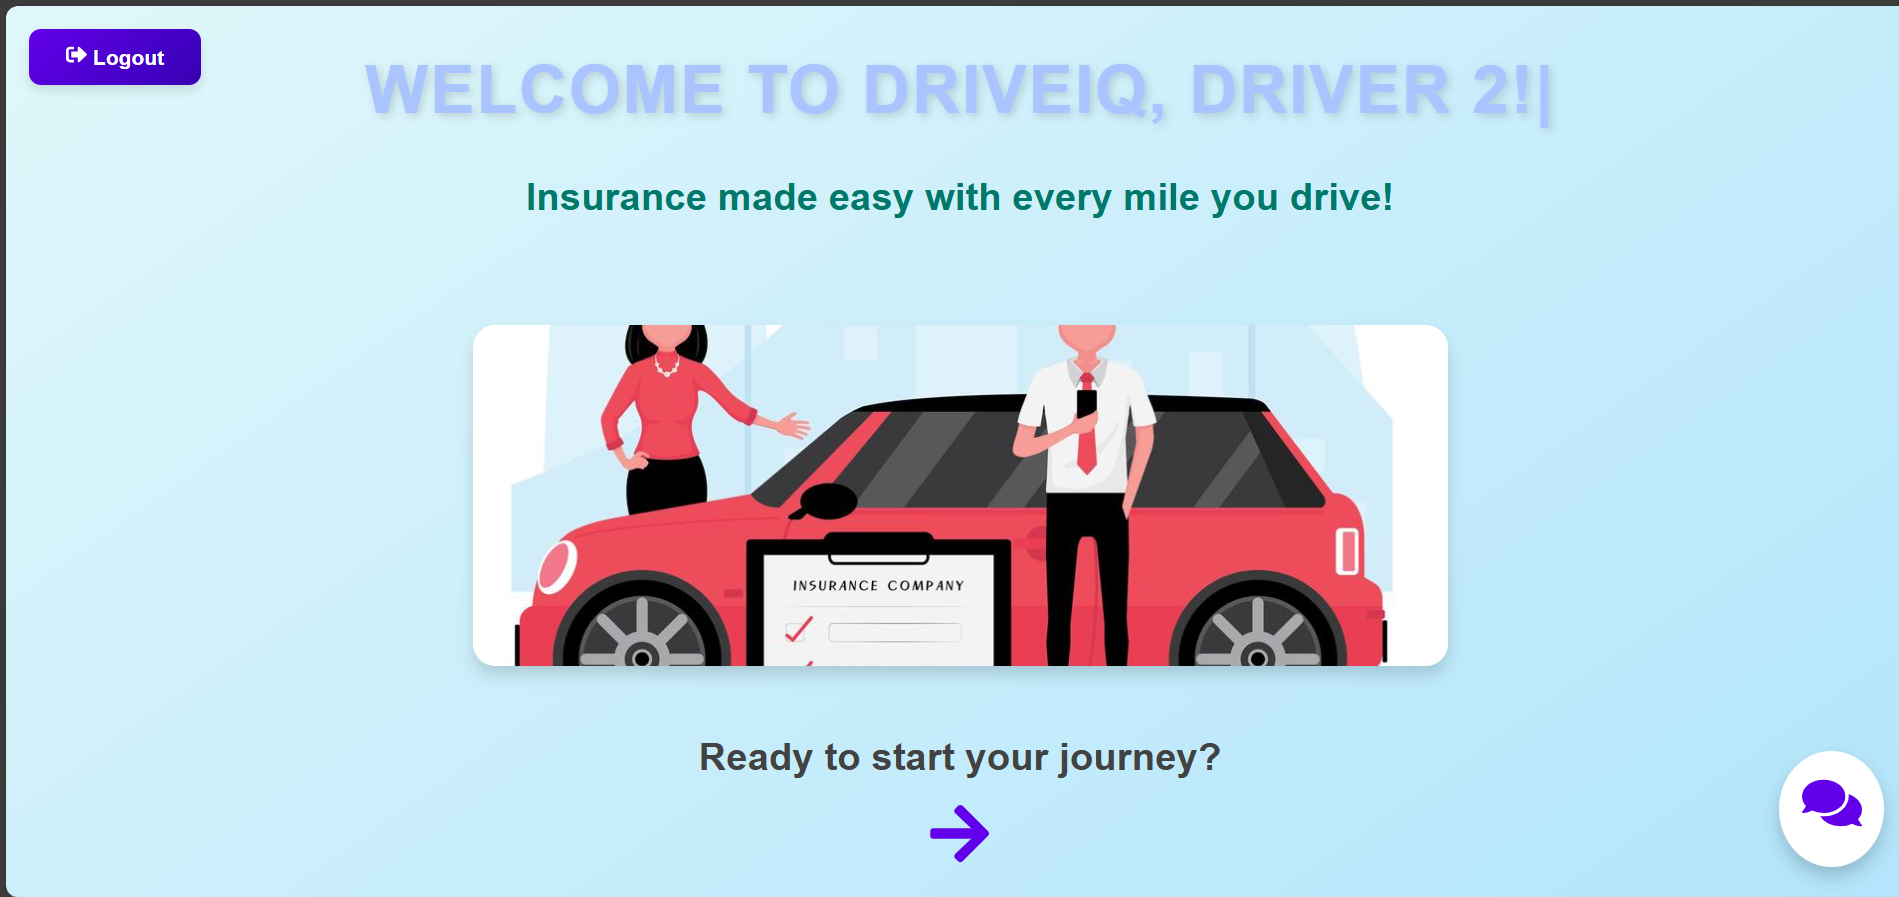 Logout
WELCOME TO DRIVEIQ, DRIVER 2!|
Insurance made easy with every mile you drive!
INSURANCE COMPANY
Ready to start your journey?